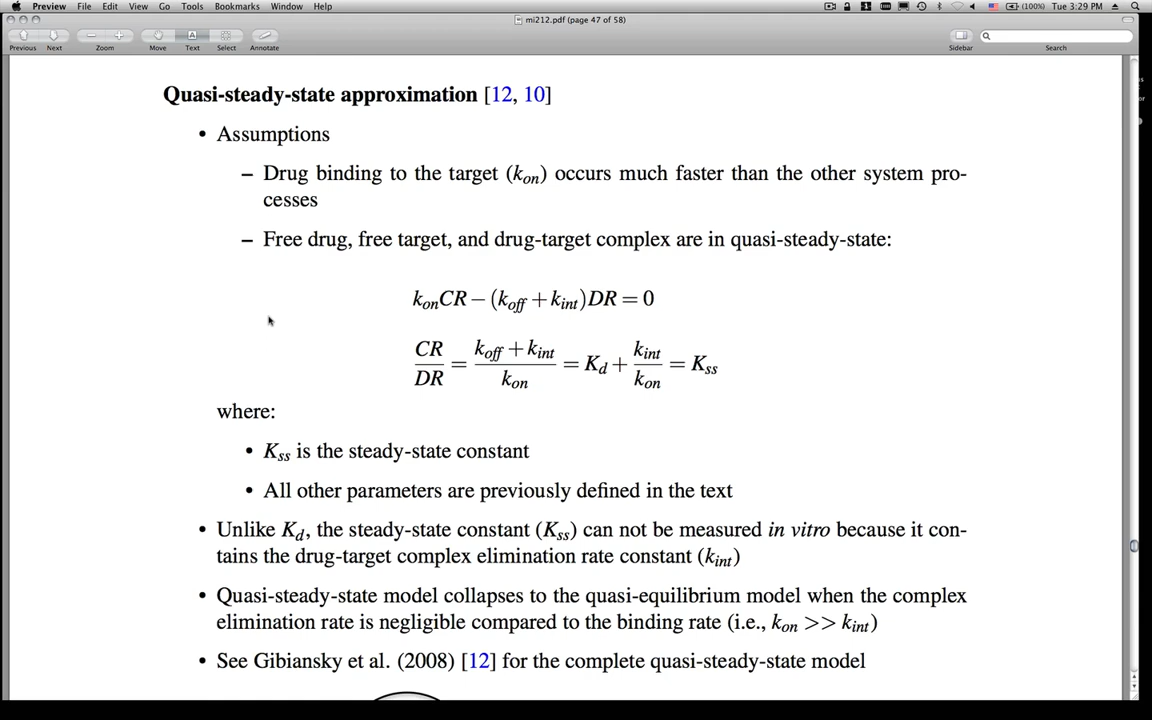 Preview File Edit View Go Tools Bookmarks Window Help (100%) Tue 3:29 PM
mi212.pdf (page 47 of 58)
Previous Next Zoom Move Text Select Annotate Sidebar Search
Quasi-steady-state approximation [12, 10]
• Assumptions
– Drug binding to the target (k_on) occurs much faster than the other system pro-
cesses
– Free drug, free target, and drug-target complex are in quasi-steady-state:
k_on CR − (k_off + k_int)DR = 0
CR/DR = (k_off + k_int)/k_on = K_d + k_int/k_on = K_ss
where:
• K_ss is the steady-state constant
• All other parameters are previously defined in the text
• Unlike K_d, the steady-state constant (K_ss) can not be measured in vitro because it con-
tains the drug-target complex elimination rate constant (k_int)
• Quasi-steady-state model collapses to the quasi-equilibrium model when the complex
elimination rate is negligible compared to the binding rate (i.e., k_on >> k_int)
• See Gibiansky et al. (2008) [12] for the complete quasi-steady-state model